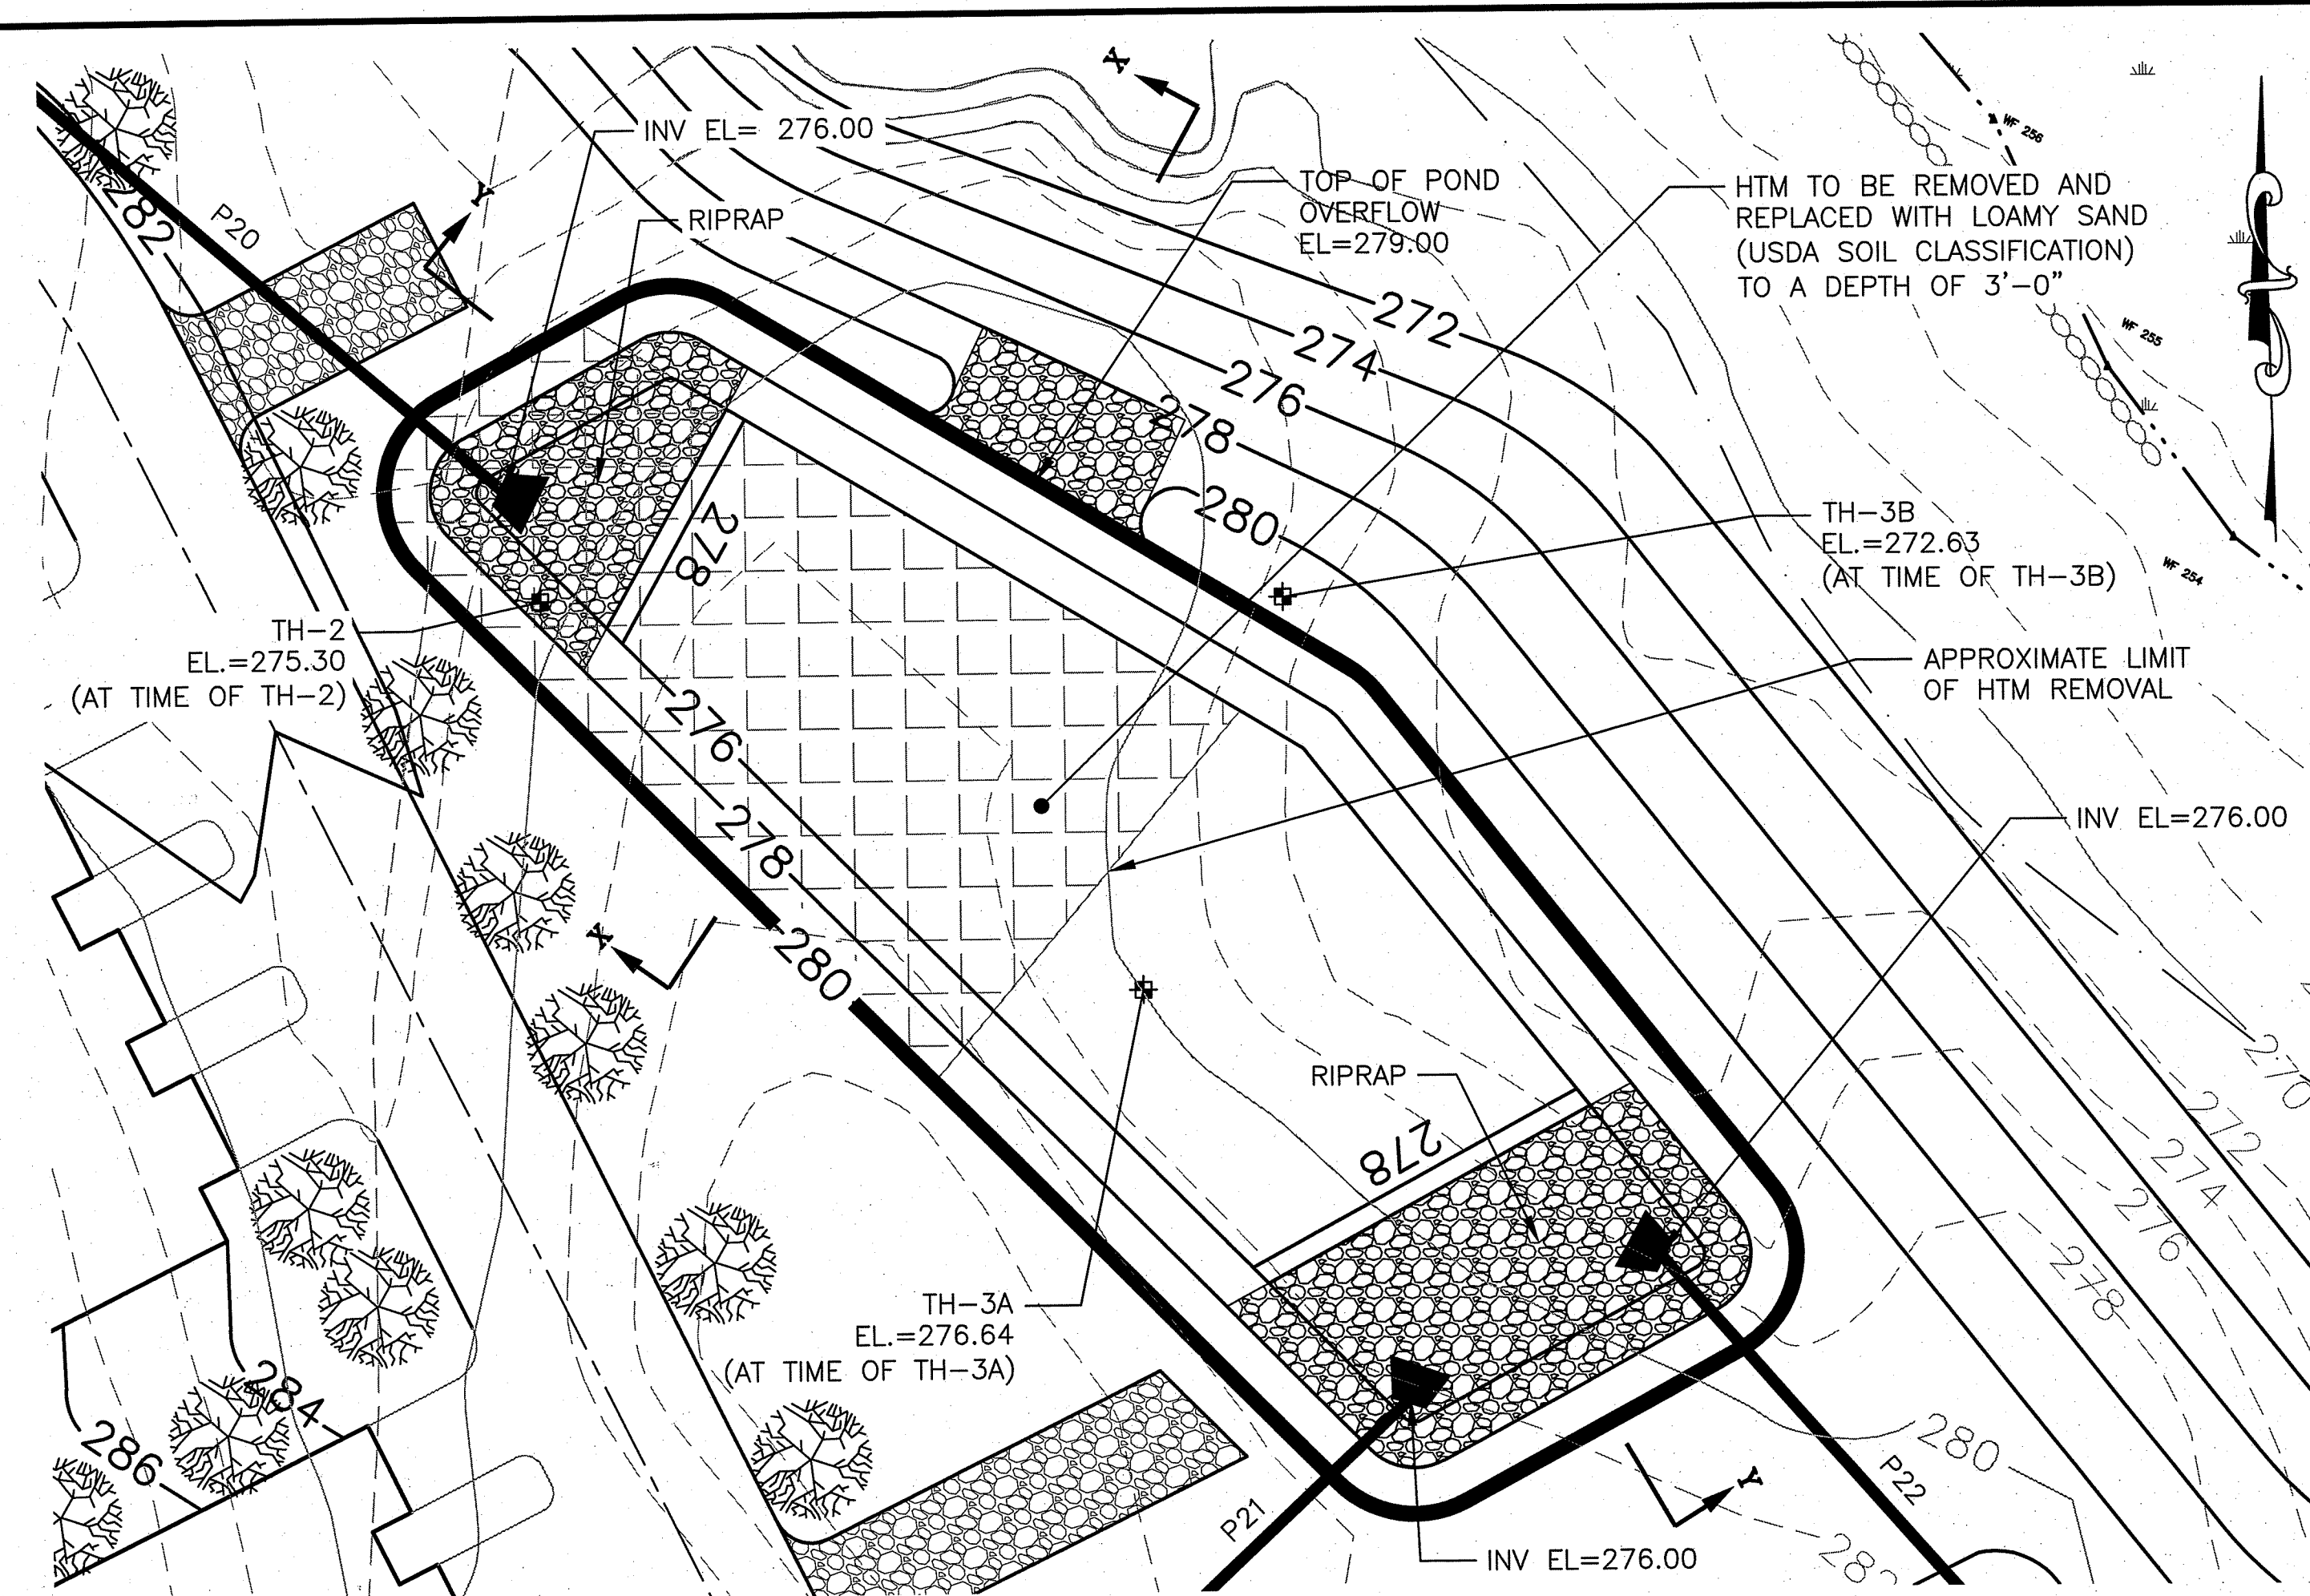 X
WF 256
INV EL= 276.00
TOP OF POND
OVERFLOW
EL=279.00
HTM TO BE REMOVED AND
REPLACED WITH LOAMY SAND
(USDA SOIL CLASSIFICATION)
TO A DEPTH OF 3'-0"
282
P20
Y
RIPRAP
272
274
276
278
280
WF 255
TH-3B
EL.=272.63
(AT TIME OF TH-3B)
WF 254
278
TH-2
EL.=275.30
(AT TIME OF TH-2)
APPROXIMATE LIMIT
OF HTM REMOVAL
276
278
280
X
INV EL=276.00
RIPRAP
278
270
272
274
276
278
280
TH-3A
EL.=276.64
(AT TIME OF TH-3A)
284
286
P21
P22
Y
INV EL=276.00